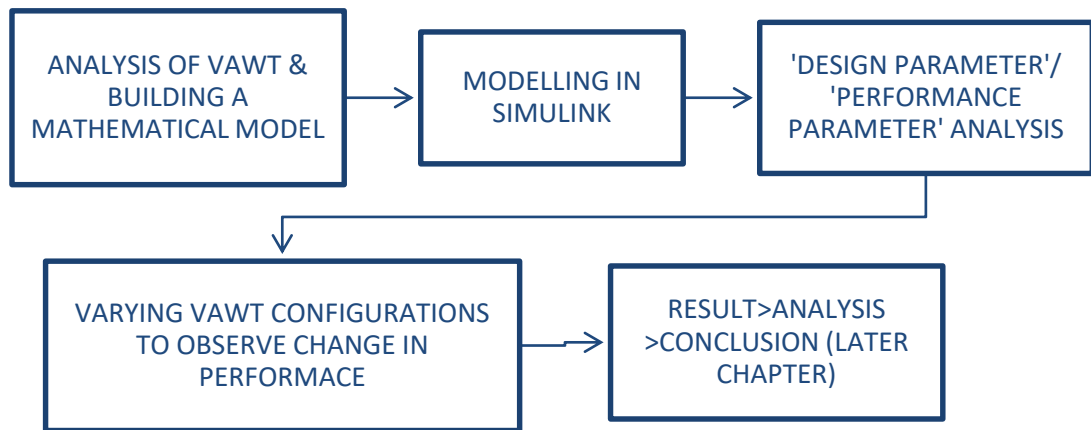 ANALYSIS OF VAWT &
BUILDING A
MATHEMATICAL MODEL
MODELLING IN
SIMULINK
'DESIGN PARAMETER'/
'PERFORMANCE
PARAMETER' ANALYSIS
VARYING VAWT CONFIGURATIONS
TO OBSERVE CHANGE IN
PERFORMACE
RESULT>ANALYSIS
>CONCLUSION (LATER
CHAPTER)